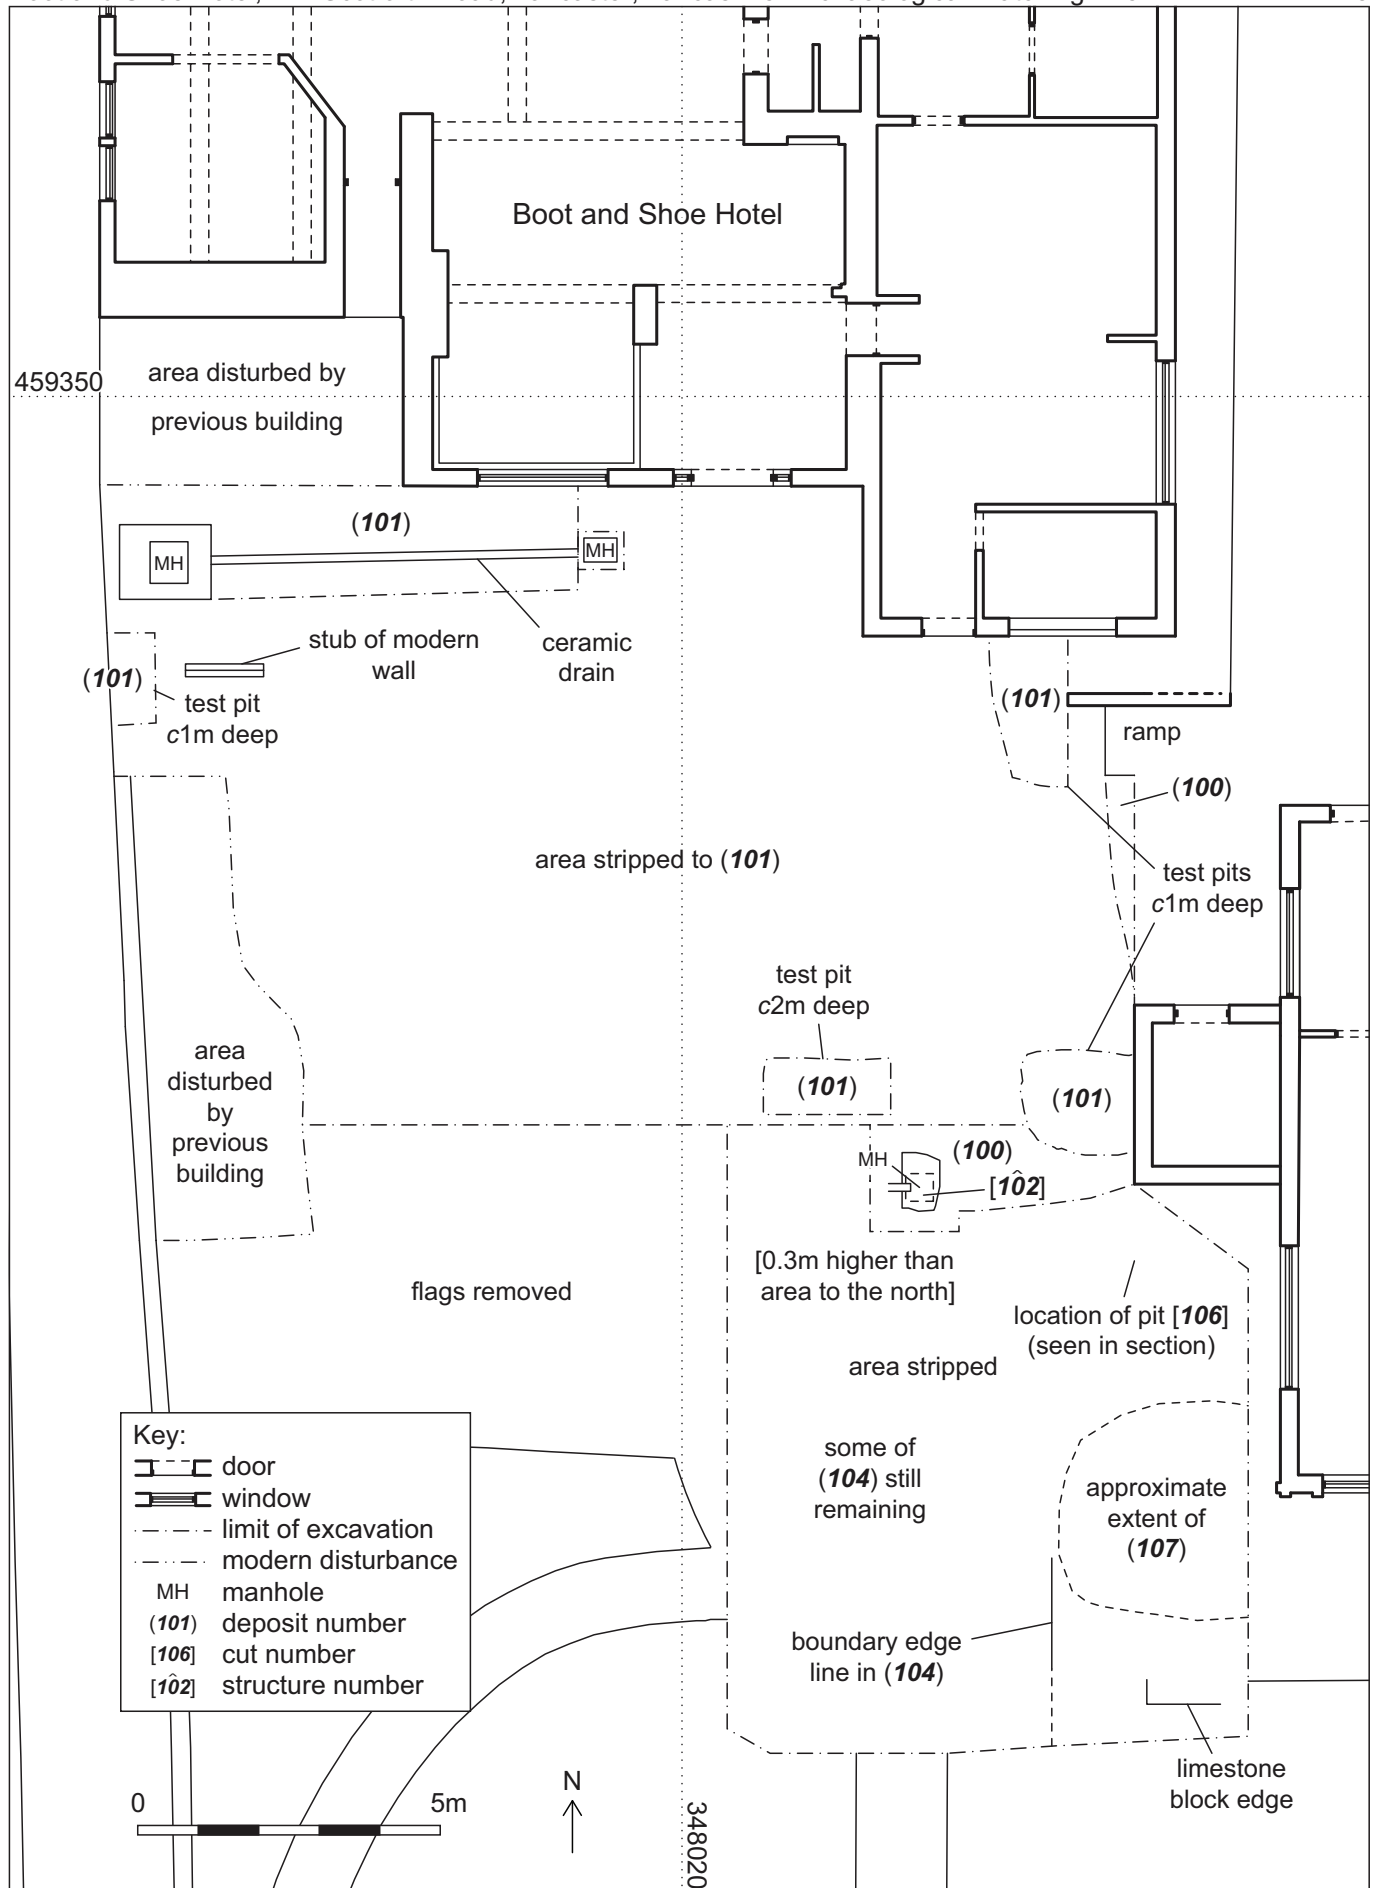 Boot and Shoe Hotel
459350
area disturbed by
previous building
(101)
MH
MH
stub of modern
wall
ceramic
drain
(101)
test pit
c1m deep
(101)
ramp
(100)
area stripped to (101)
test pits
c1m deep
test pit
c2m deep
(101)
(101)
area
disturbed
by
previous
building
MH
(100)
[102]
[0.3m higher than
area to the north]
flags removed
location of pit [106]
(seen in section)
area stripped
some of
(104) still
remaining
approximate
extent of
(107)
boundary edge
line in (104)
limestone
block edge
Key:
door
window
limit of excavation
modern disturbance
MH manhole
(101) deposit number
[106] cut number
[10̂2] structure number
0 5m
N
348020